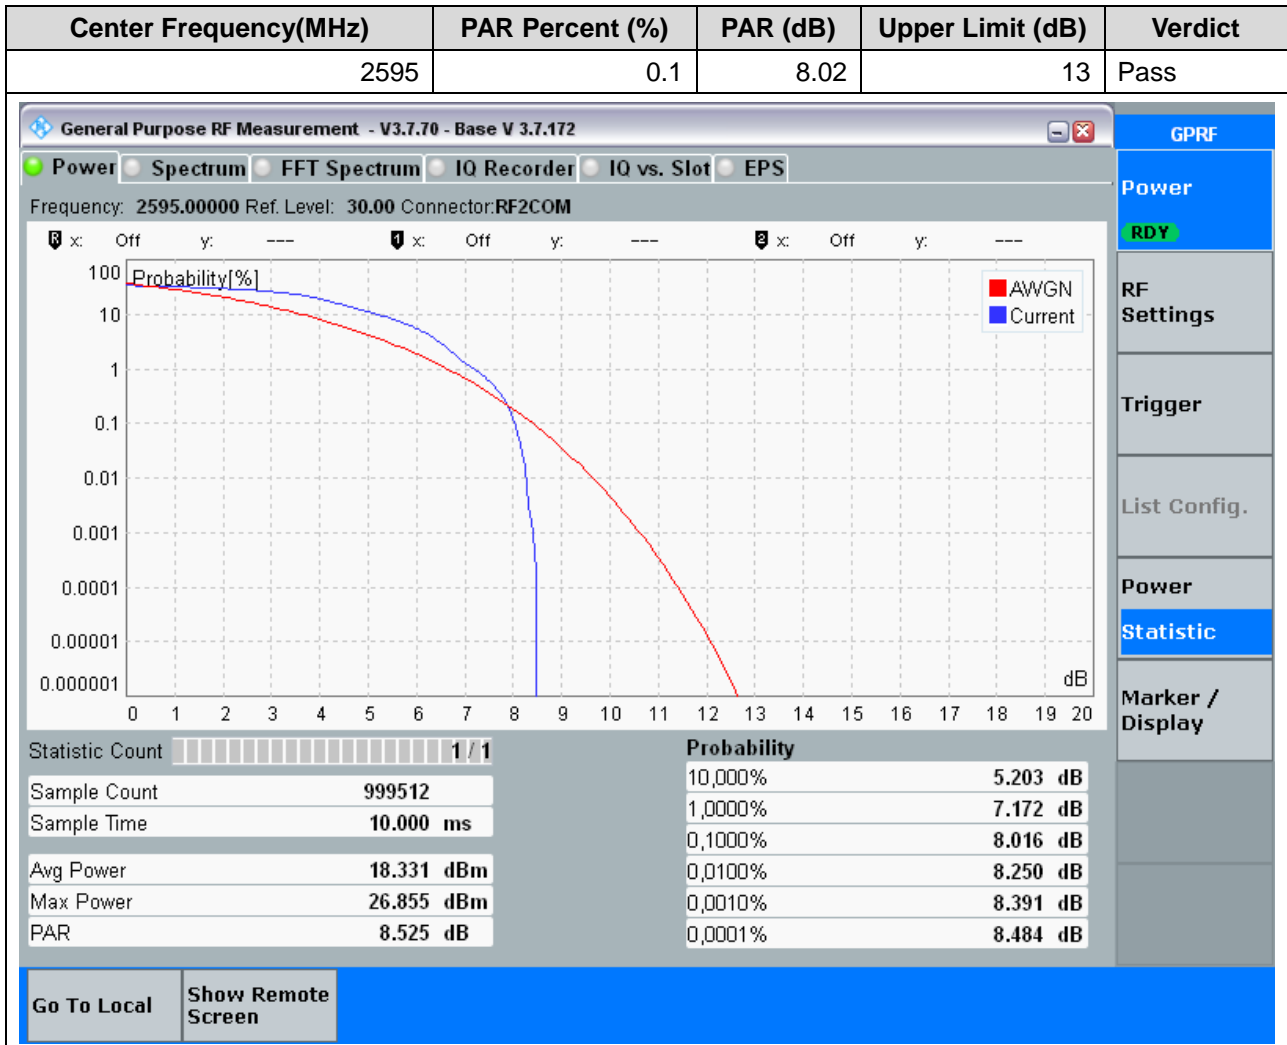 Center Frequency(MHz) PAR Percent (%) PAR (dB) Upper Limit (dB) Verdict
2595 0.1 8.02 13 Pass
General Purpose RF Measurement - V3.7.70 - Base V 3.7.172
GPRF
Power Spectrum FFT Spectrum IQ Recorder IQ vs. Slot EPS
Frequency: 2595.00000 Ref. Level: 30.00 Connector:RF2COM
R x: Off y: --- 1 x: Off y: --- 2 x: Off y: ---
Probability[%]
100
10
1
0.1
0.01
0.001
0.0001
0.00001
0.000001
AWGN
Current
dB
0 1 2 3 4 5 6 7 8 9 10 11 12 13 14 15 16 17 18 19 20
Statistic Count 1 / 1
Sample Count 999512
Sample Time 10.000 ms
Avg Power 18.331 dBm
Max Power 26.855 dBm
PAR 8.525 dB
Probability
10,000% 5.203 dB
1,0000% 7.172 dB
0,1000% 8.016 dB
0,0100% 8.250 dB
0,0010% 8.391 dB
0,0001% 8.484 dB
Power
RDY
RF
Settings
Trigger
List Config.
Power
Statistic
Marker /
Display
Go To Local
Show Remote
Screen